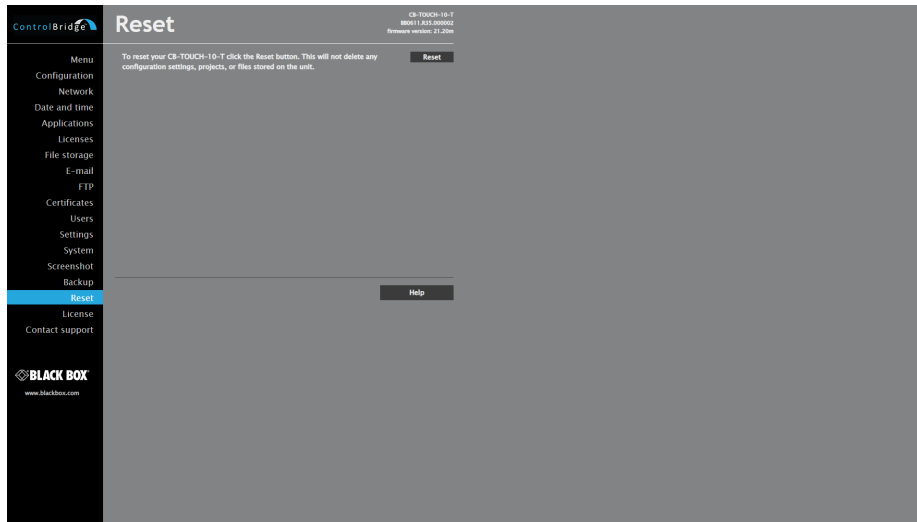 ControlBridge
Reset
CB-TOUCH-10-T
firmware version: 21.20m
To reset your CB-TOUCH-10-T click the Reset button. This will not delete any
configuration settings, projects, or files stored on the unit.
Reset
Menu
Configuration
Network
Date and time
Applications
Licenses
File storage
E-mail
FTP
Certificates
Users
Settings
System
Screenshot
Backup
Reset
License
Contact support
Help
BLACK BOX
www.blackbox.com